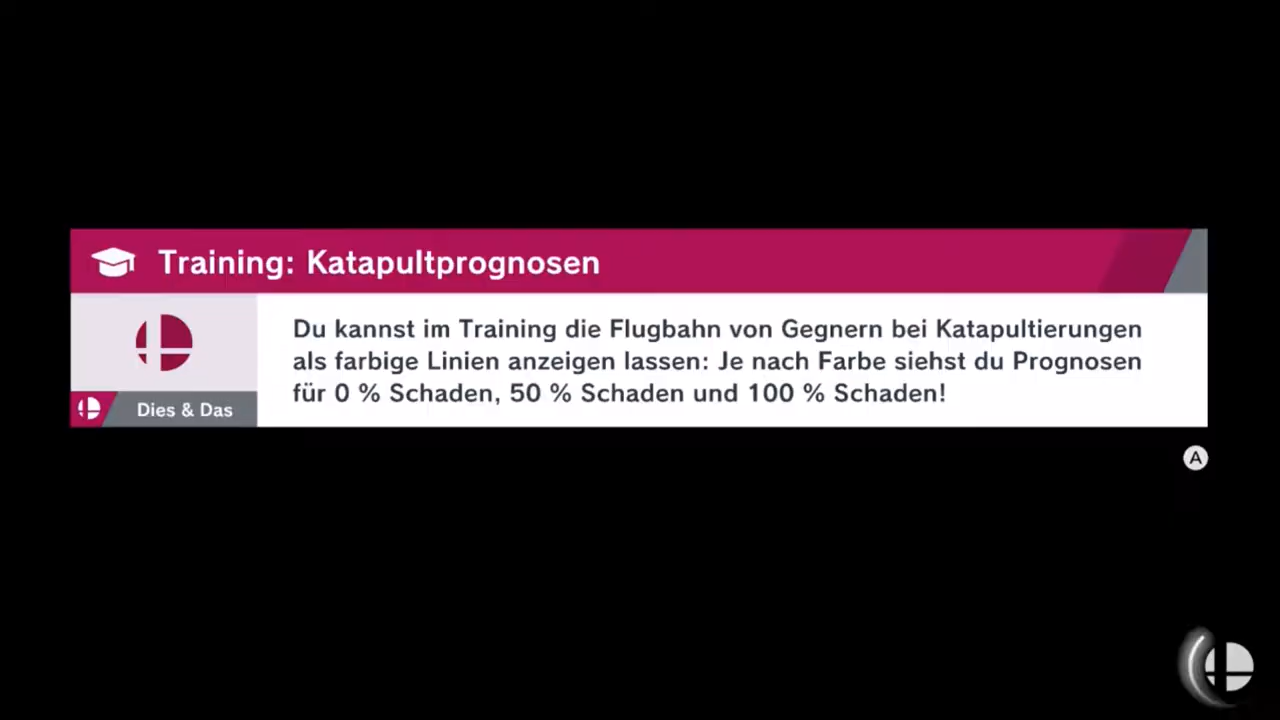 Training: Katapultprognosen
Du kannst im Training die Flugbahn von Gegnern bei Katapultierungen
als farbige Linien anzeigen lassen: Je nach Farbe siehst du Prognosen
für 0 % Schaden, 50 % Schaden und 100 % Schaden!
Dies & Das
A